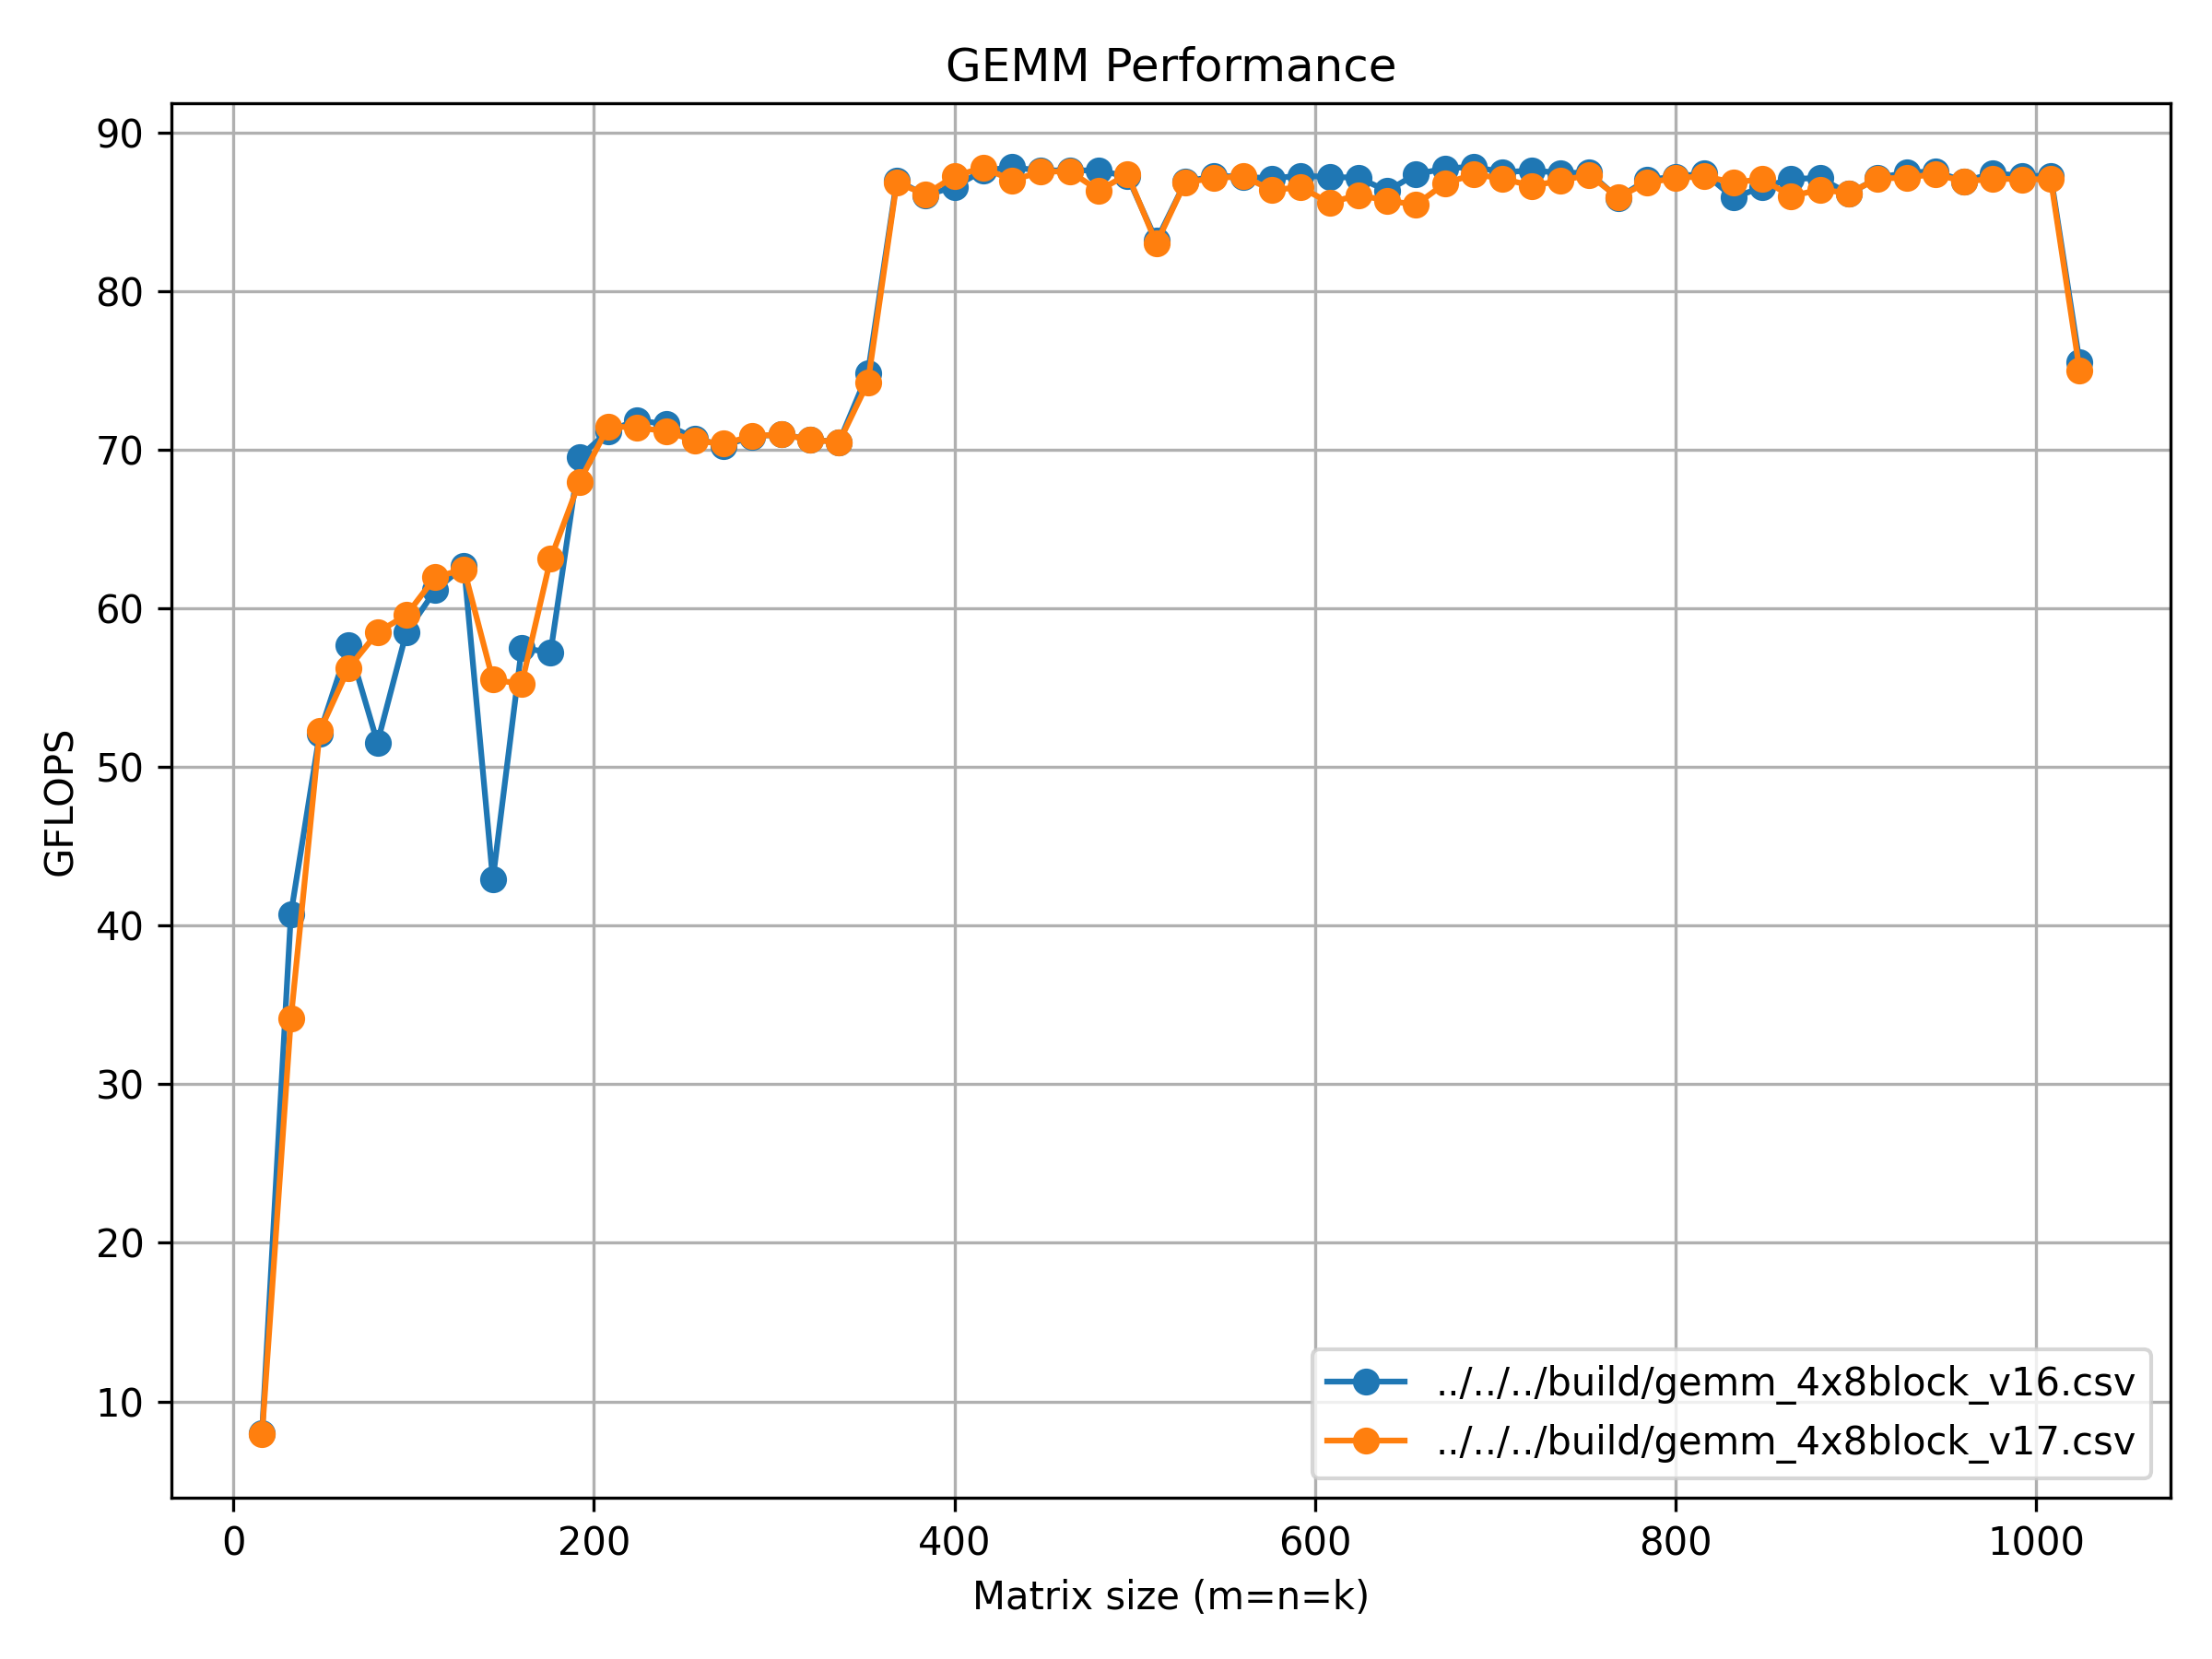 GEMM Performance
90
80
70
60
50
40
30
20
10
GFLOPS
0 200 400 600 800 1000
Matrix size (m=n=k)
../../../build/gemm_4x8block_v16.csv
../../../build/gemm_4x8block_v17.csv